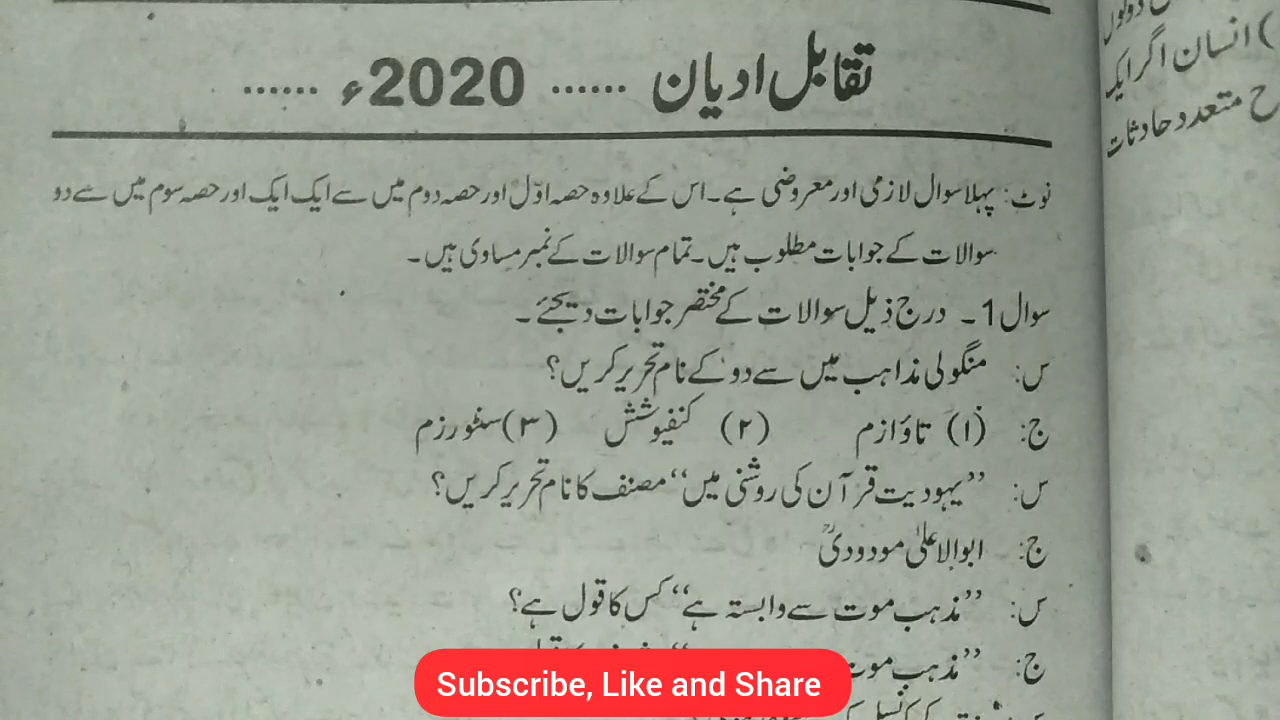 تقابل ادیان ...... 2020ء ......
نوٹ: پہلا سوال لازمی اور معروضی ہے۔ اس کے علاوہ حصہ اوّل اور حصہ دوم میں سے ایک ایک اور حصہ سوم میں سے دو
سوالات کے جوابات مطلوب ہیں۔ تمام سوالات کے نمبر مساوی ہیں۔
سوال 1۔ درج ذیل سوالات کے مختصر جوابات دیجئے۔
س: منگولی مذاہب میں سے دو کے نام تحریر کریں؟
ج: (۱) تاؤازم (۲) کنفیوشش (۳) سنٹورزم
س: ’’یہودیت قرآن کی روشنی میں‘‘ مصنف کا نام تحریر کریں؟
ج: ابوالاعلیٰ مودودیؒ
س: ’’مذہب موت سے وابستہ ہے‘‘ کس کا قول ہے؟
ج: ’’مذہب موت
Subscribe, Like and Share
دونوں
) انسان اگر ایک
ح متعدد حادثات